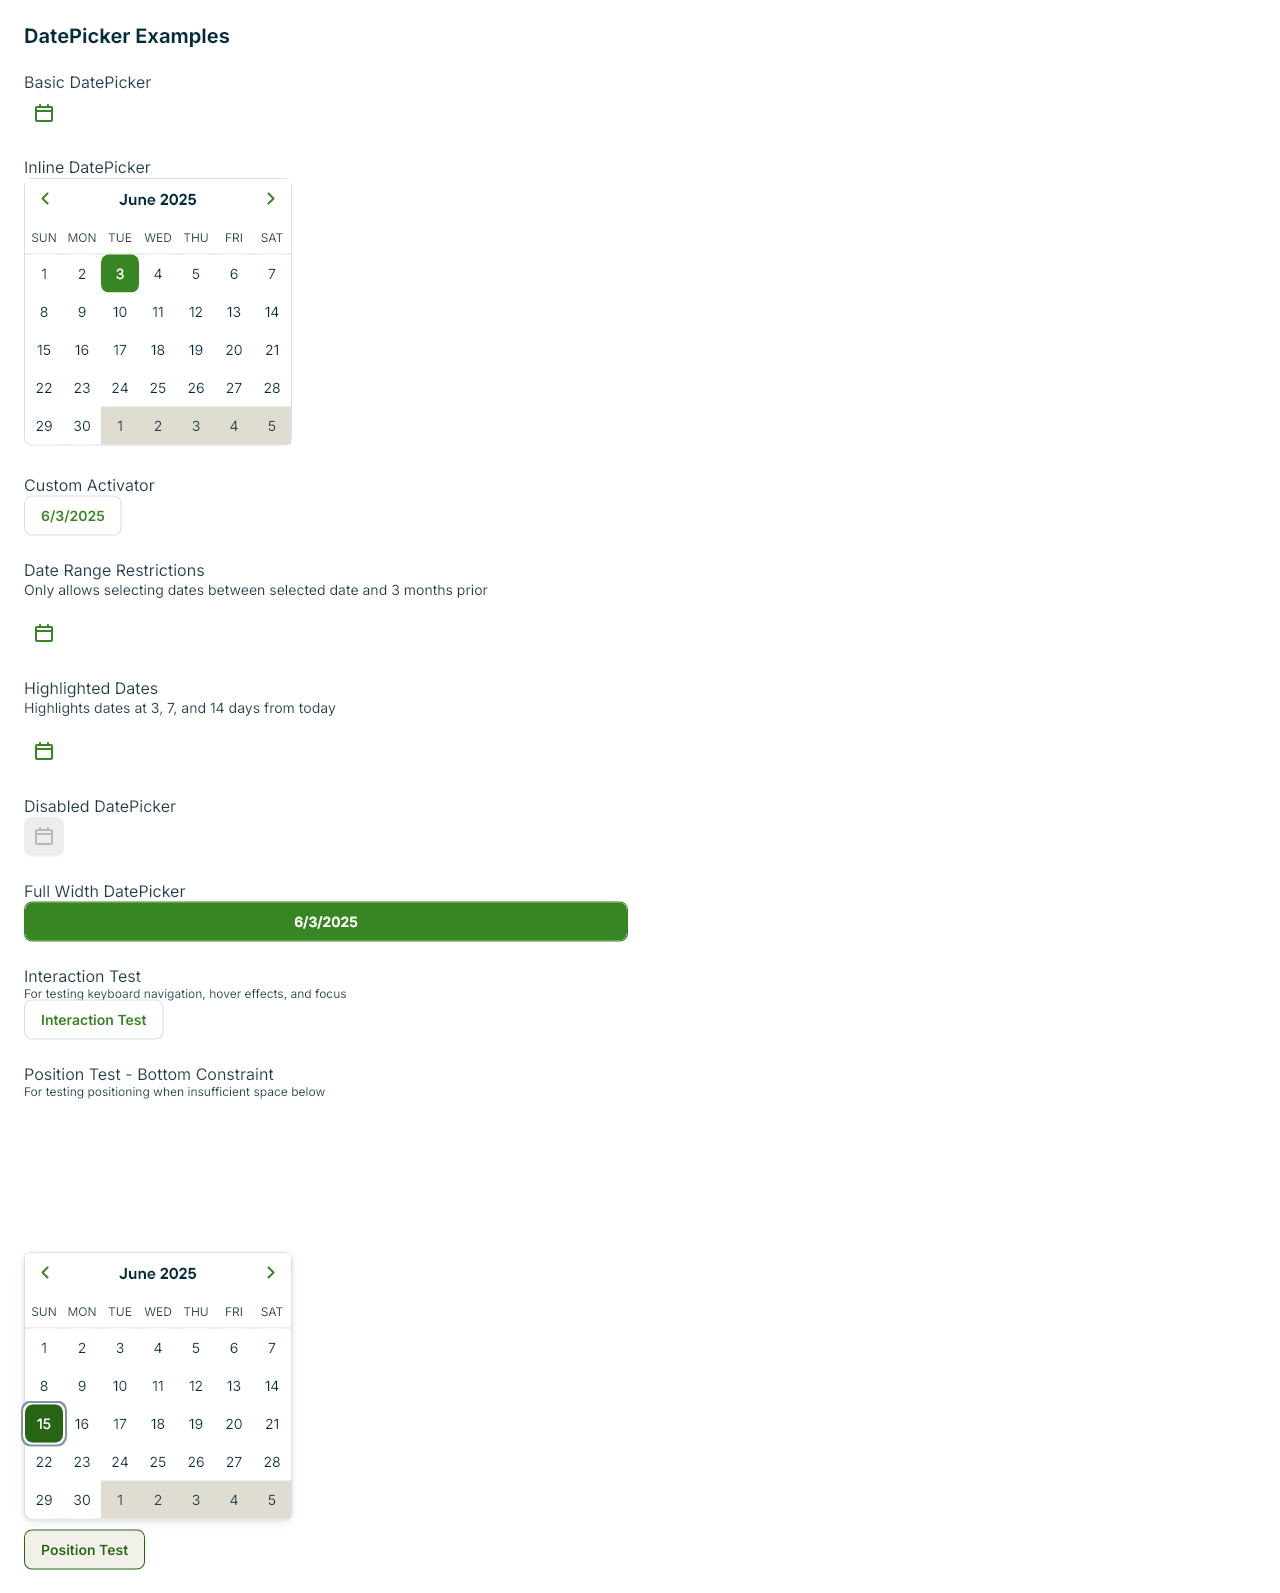 DatePicker Examples
Basic DatePicker
Inline DatePicker
June 2025
SUN MON TUE WED THU FRI SAT
1 2 3 4 5 6 7
8 9 10 11 12 13 14
15 16 17 18 19 20 21
22 23 24 25 26 27 28
29 30 1 2 3 4 5
Custom Activator
6/3/2025
Date Range Restrictions
Only allows selecting dates between selected date and 3 months prior
Highlighted Dates
Highlights dates at 3, 7, and 14 days from today
Disabled DatePicker
Full Width DatePicker
6/3/2025
Interaction Test
For testing keyboard navigation, hover effects, and focus
Interaction Test
Position Test - Bottom Constraint
For testing positioning when insufficient space below
June 2025
SUN MON TUE WED THU FRI SAT
1 2 3 4 5 6 7
8 9 10 11 12 13 14
15 16 17 18 19 20 21
22 23 24 25 26 27 28
29 30 1 2 3 4 5
Position Test